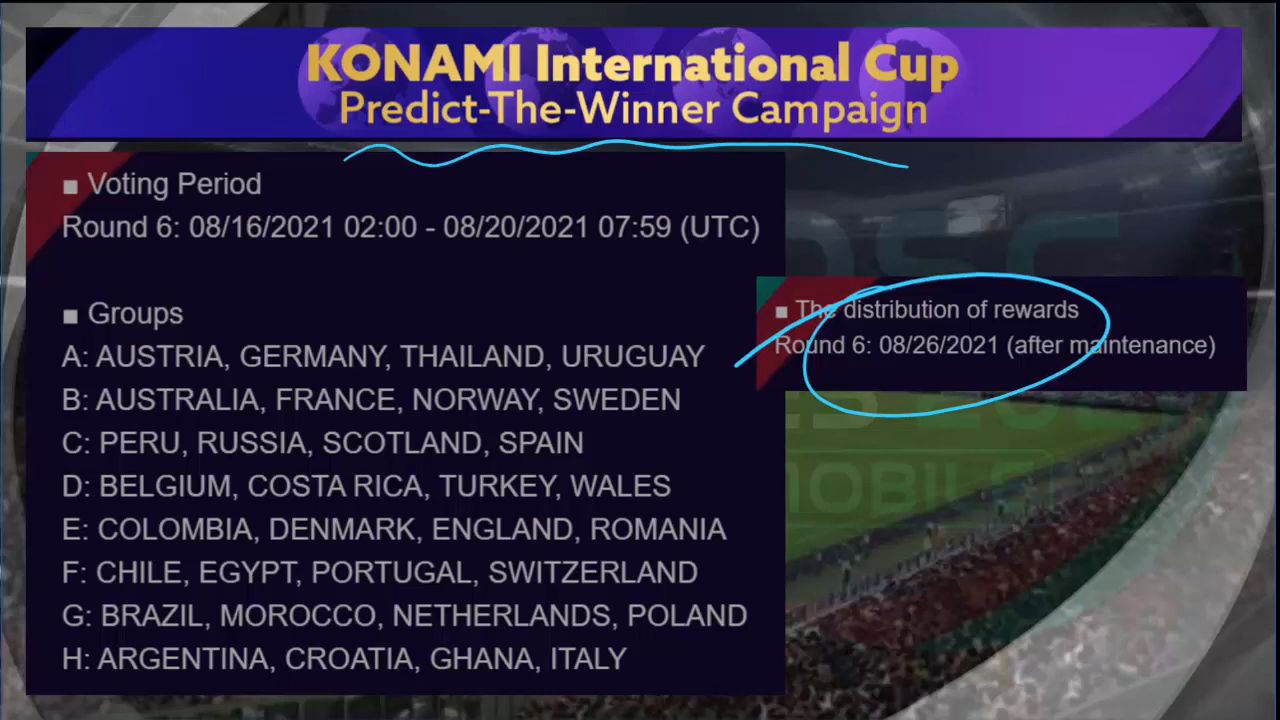 KONAMI International Cup
Predict-The-Winner Campaign
■ Voting Period
Round 6: 08/16/2021 02:00 - 08/20/2021 07:59 (UTC)
■ Groups
A: AUSTRIA, GERMANY, THAILAND, URUGUAY
B: AUSTRALIA, FRANCE, NORWAY, SWEDEN
C: PERU, RUSSIA, SCOTLAND, SPAIN
D: BELGIUM, COSTA RICA, TURKEY, WALES
E: COLOMBIA, DENMARK, ENGLAND, ROMANIA
F: CHILE, EGYPT, PORTUGAL, SWITZERLAND
G: BRAZIL, MOROCCO, NETHERLANDS, POLAND
H: ARGENTINA, CROATIA, GHANA, ITALY
■ The distribution of rewards
Round 6: 08/26/2021 (after maintenance)